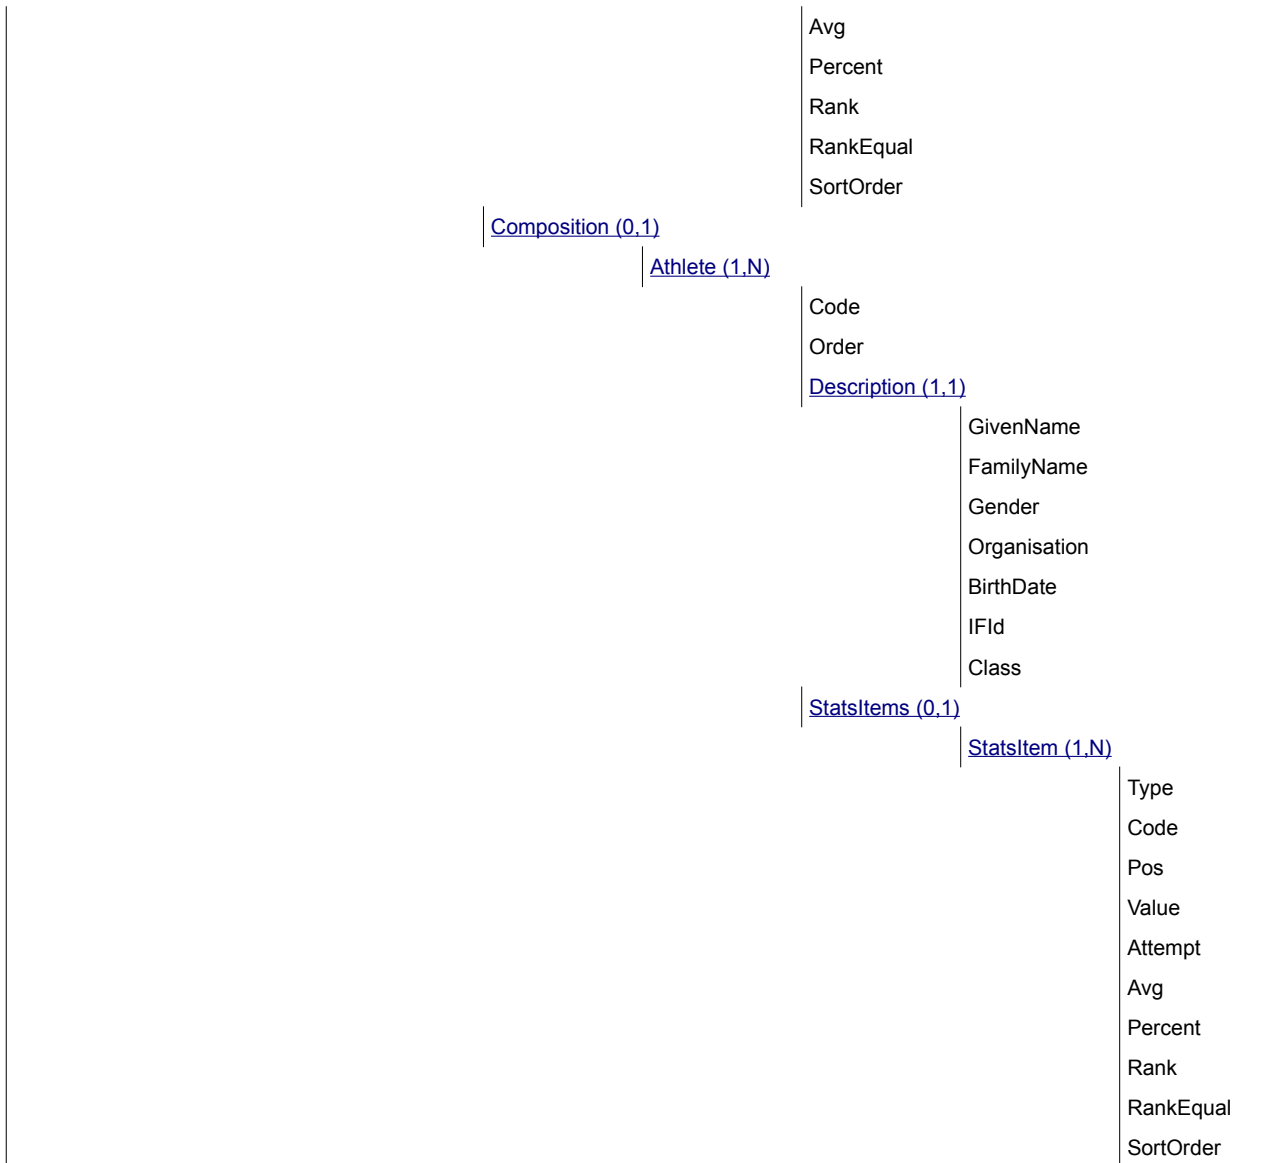 Avg
Percent
Rank
RankEqual
SortOrder
Composition (0,1)
Athlete (1,N)
Code
Order
Description (1,1)
GivenName
FamilyName
Gender
Organisation
BirthDate
IFId
Class
StatsItems (0,1)
StatsItem (1,N)
Type
Code
Pos
Value
Attempt
Avg
Percent
Rank
RankEqual
SortOrder